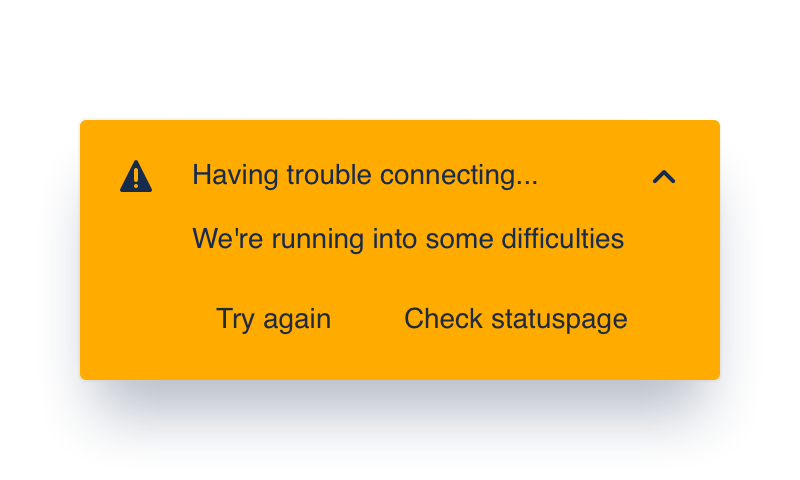 Having trouble connecting...
We're running into some difficulties
Try again Check statuspage